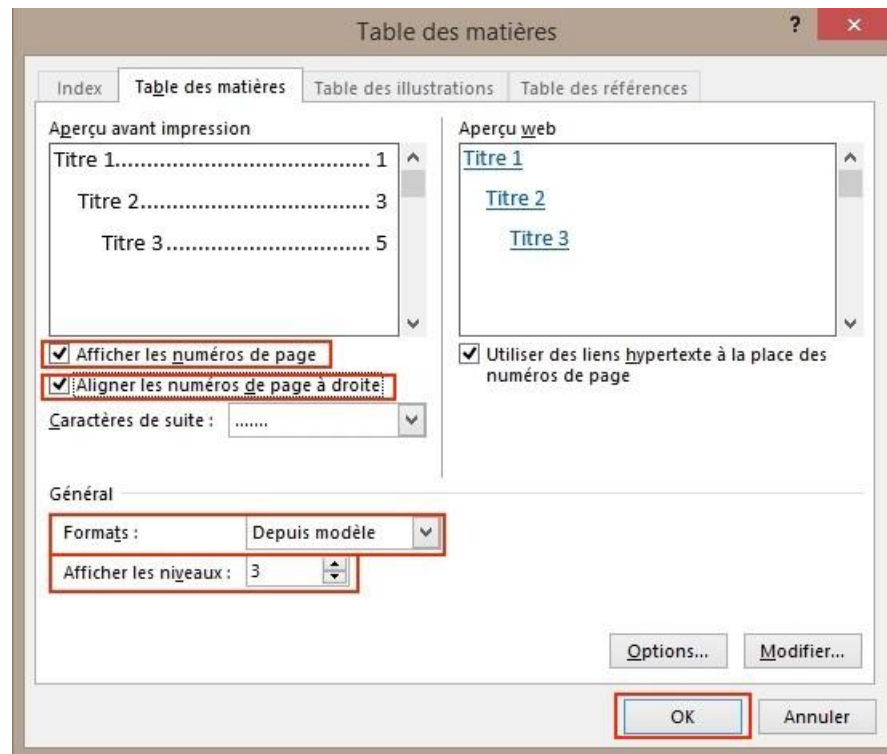 Table des matières
?
×
Index
Table des matières
Table des illustrations
Table des références
Aperçu avant impression
Titre 1..................................... 1
Titre 2................................... 3
Titre 3............................... 5
Afficher les numéros de page
Aligner les numéros de page à droite
Caractères de suite : .......
Aperçu web
Titre 1
Titre 2
Titre 3
Utiliser des liens hypertexte à la place des
numéros de page
Général
Formats : Depuis modèle
Afficher les niveaux : 3
Options...
Modifier...
OK
Annuler